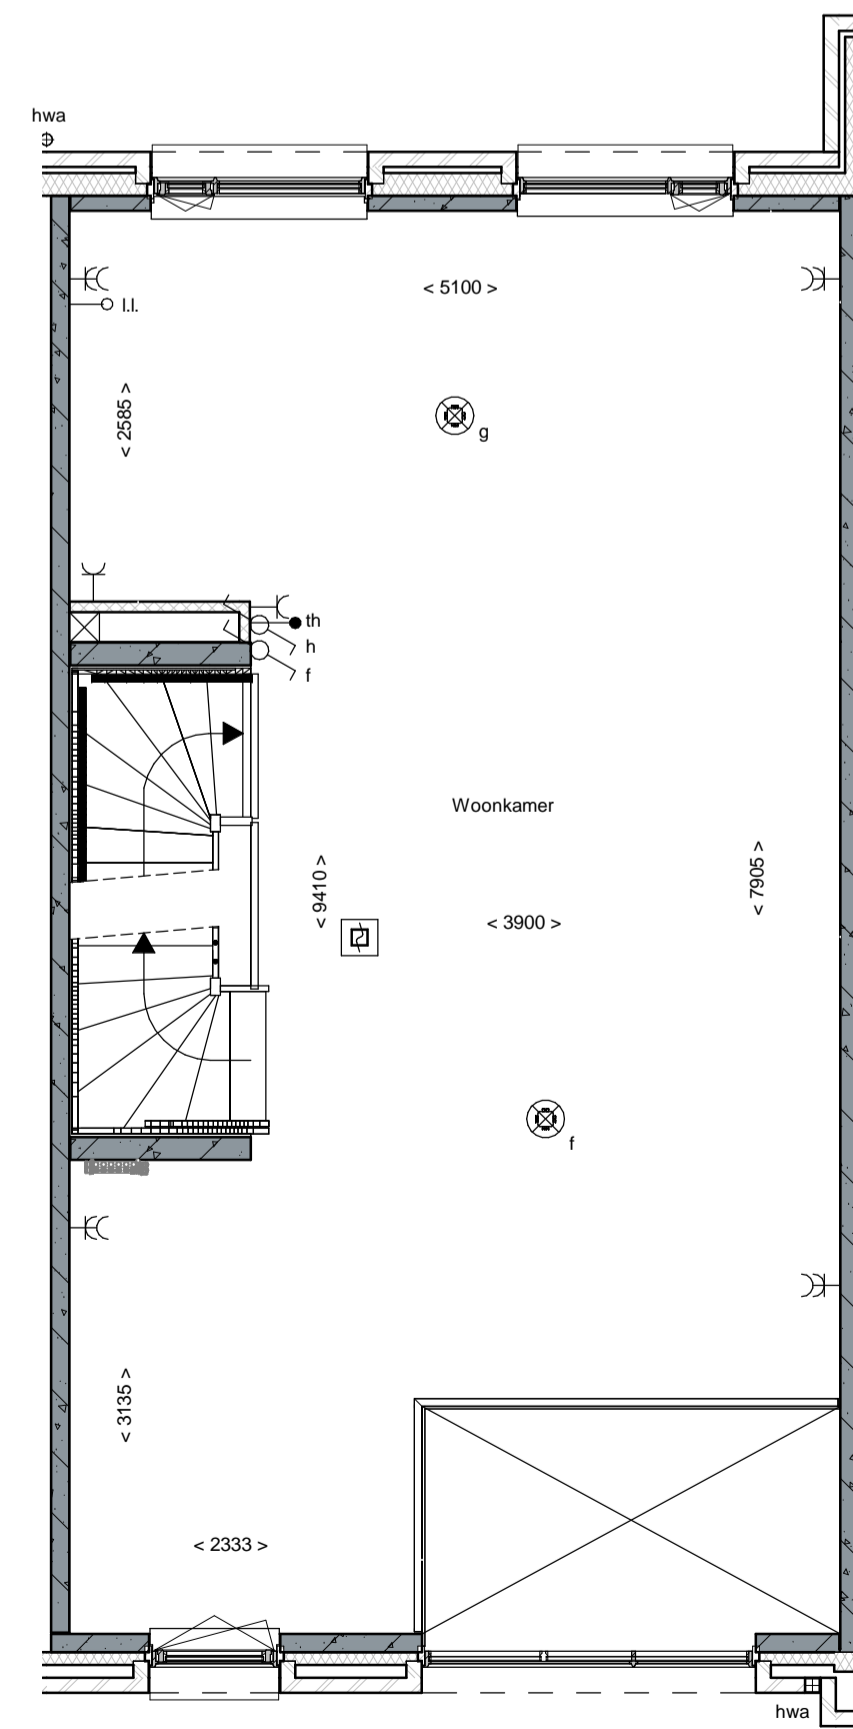 hwa
< 5100 >
l.l.
< 2585 >
g
th
h
f
Woonkamer
< 9410 >
< 7905 >
< 3900 >
f
< 3135 >
< 2333 >
hwa